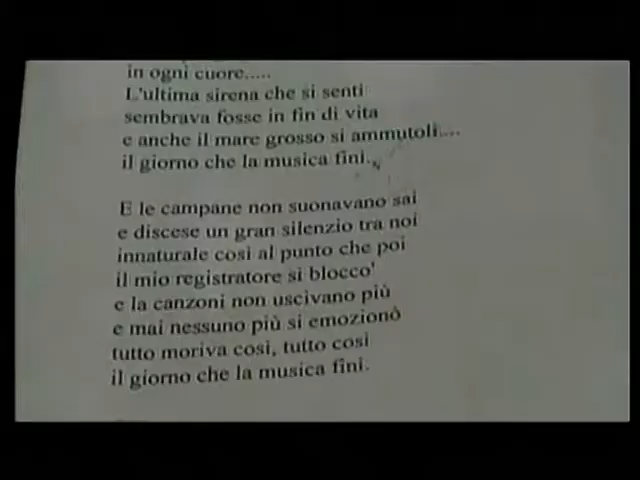 in ogni cuore.....
L'ultima sirena che si sentì
sembrava fosse in fin di vita
e anche il mare grosso si ammutolì....
il giorno che la musica finì..
E le campane non suonavano sai
e discese un gran silenzio tra noi
innaturale così al punto che poi
il mio registratore si blocco'
e la canzoni non uscivano più
e mai nessuno più si emozionò
tutto moriva così, tutto così
il giorno che la musica finì.